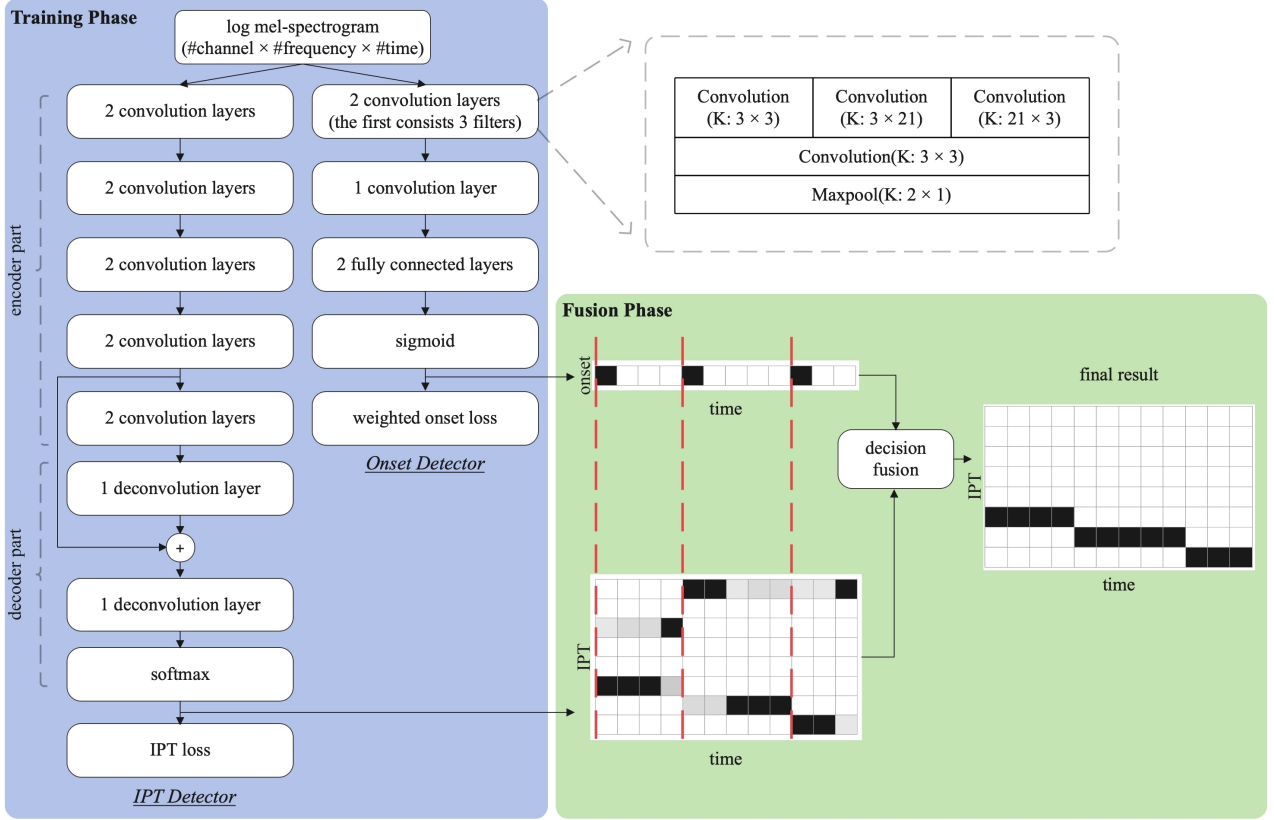 Training Phase
log mel-spectrogram
(#channel × #frequency × #time)
encoder part
2 convolution layers
2 convolution layers
2 convolution layers
2 convolution layers
2 convolution layers
decoder part
1 deconvolution layer
+
1 deconvolution layer
softmax
IPT loss
IPT Detector
2 convolution layers
(the first consists 3 filters)
1 convolution layer
2 fully connected layers
sigmoid
weighted onset loss
Onset Detector
Convolution
(K: 3 × 3)
Convolution
(K: 3 × 21)
Convolution
(K: 21 × 3)
Convolution(K: 3 × 3)
Maxpool(K: 2 × 1)
Fusion Phase
onset
time
IPT
time
decision
fusion
final result
IPT
time